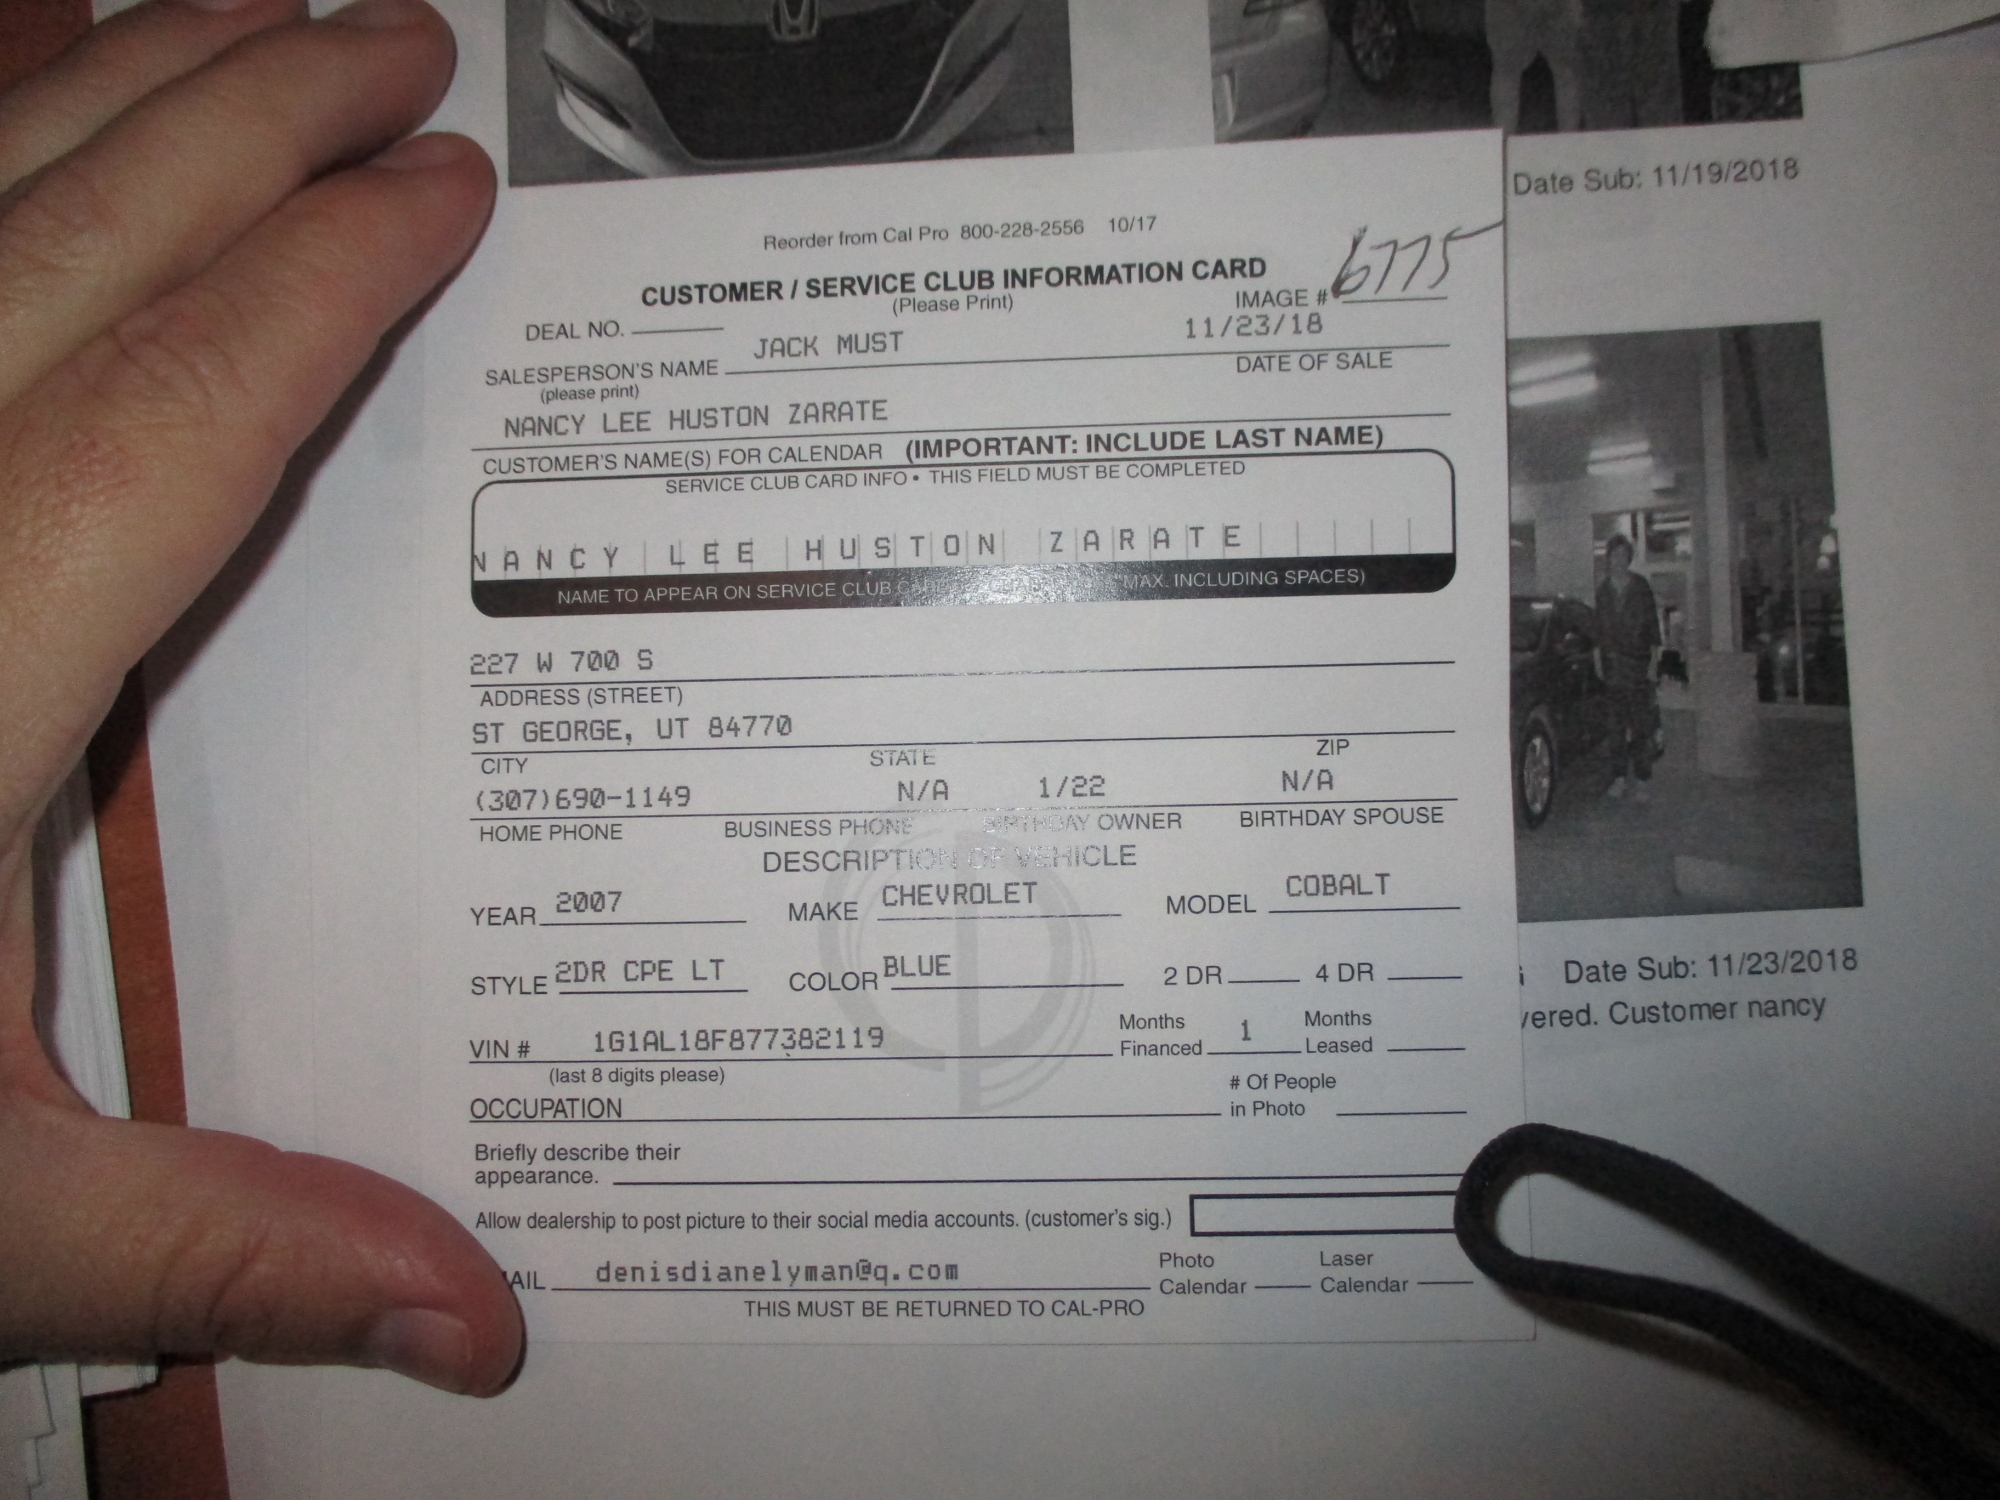 Date Sub: 11/19/2018
Reorder from Cal Pro 800-228-2556 10/17
CUSTOMER / SERVICE CLUB INFORMATION CARD
(Please Print)
IMAGE # 6775
DEAL NO.
JACK MUST 11/23/18
SALESPERSON'S NAME DATE OF SALE
(please print)
NANCY LEE HUSTON ZARATE
CUSTOMER'S NAME(S) FOR CALENDAR (IMPORTANT: INCLUDE LAST NAME)
SERVICE CLUB CARD INFO • THIS FIELD MUST BE COMPLETED
NANCY LEE HUSTON ZARATE
NAME TO APPEAR ON SERVICE CLUB MAX. INCLUDING SPACES)
227 W 700 S
ADDRESS (STREET)
ST GEORGE, UT 84770
CITY STATE ZIP
(307)690-1149 N/A 1/22 N/A
HOME PHONE BUSINESS PHONE BIRTHDAY OWNER BIRTHDAY SPOUSE
DESCRIPTION OF VEHICLE
YEAR 2007 MAKE CHEVROLET MODEL COBALT
STYLE 2DR CPE LT COLOR BLUE 2 DR 4 DR
VIN # 1G1AL18F877382119 Months Financed 1 Months Leased
(last 8 digits please)
OCCUPATION # Of People in Photo
Briefly describe their
appearance.
Allow dealership to post picture to their social media accounts. (customer's sig.)
AIL denisdianelyman@q.com Photo Calendar Laser Calendar
THIS MUST BE RETURNED TO CAL-PRO
Date Sub: 11/23/2018
vered. Customer nancy